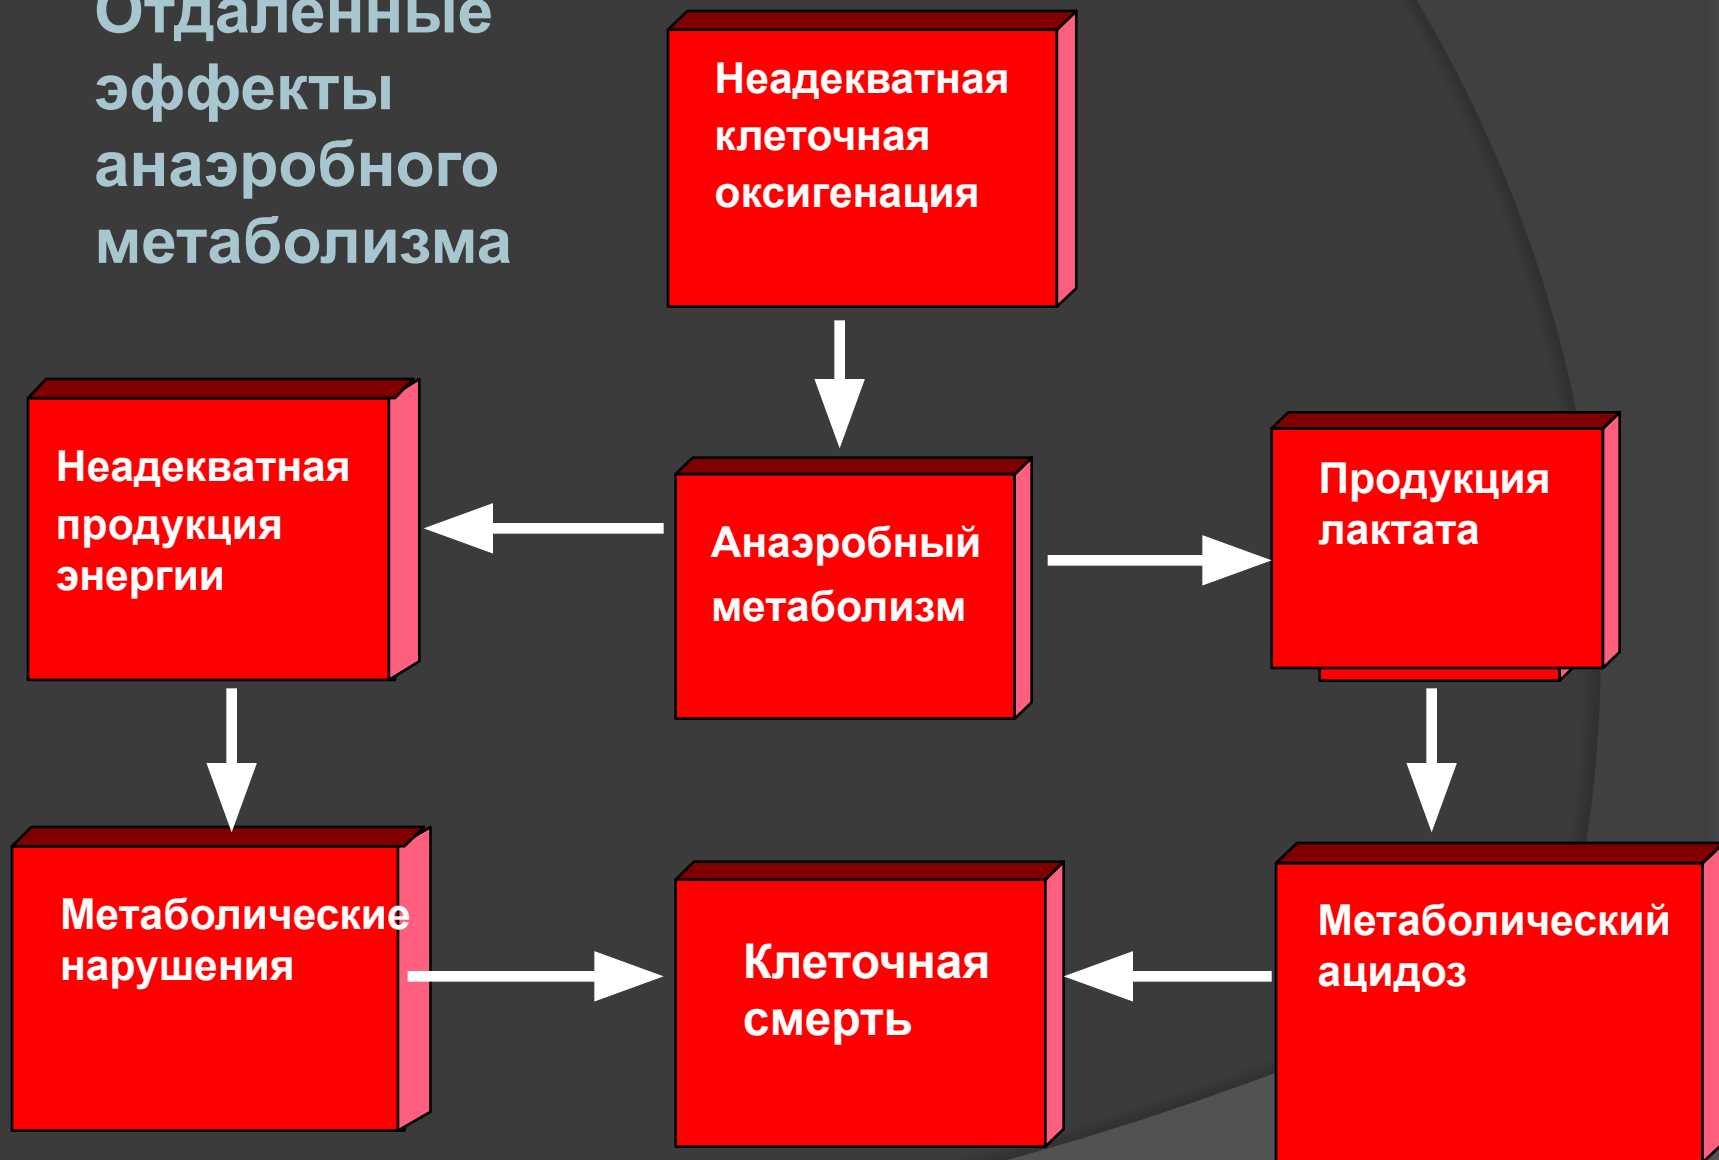 Отдаленные
эффекты
анаэробного
метаболизма
Неадекватная
клеточная
оксигенация
Неадекватная
продукция
энергии
Анаэробный
метаболизм
Продукция
лактата
Метаболические
нарушения
Клеточная
смерть
Метаболический
ацидоз